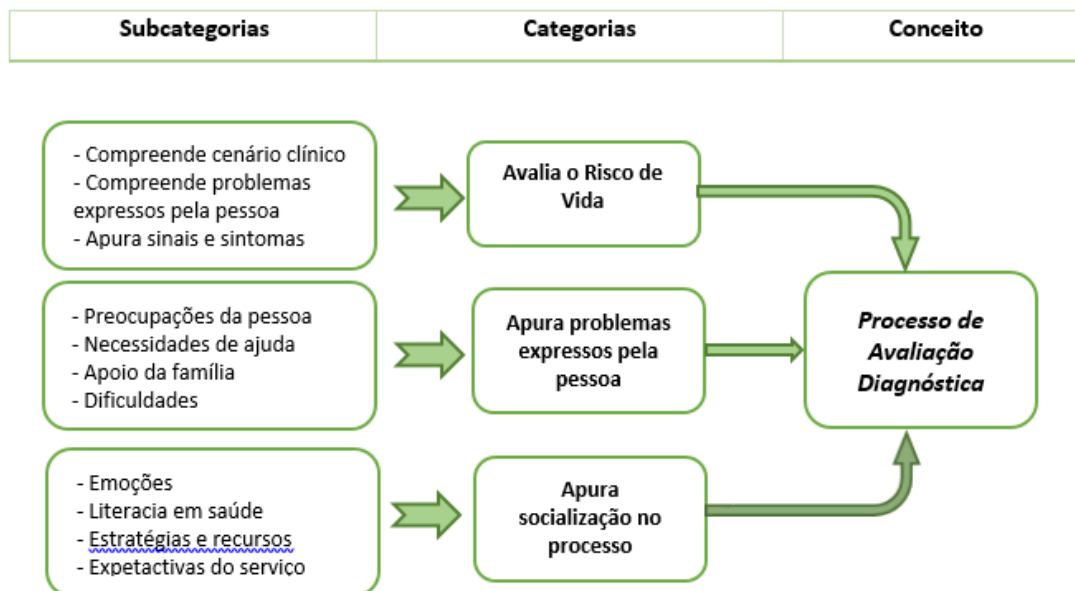 Subcategorias
Categorias
Conceito
- Compreende cenário clínico
- Compreende problemas
expressos pela pessoa
- Apura sinais e sintomas
Avalia o Risco de
Vida
- Preocupações da pessoa
- Necessidades de ajuda
- Apoio da família
- Dificuldades
Apura problemas
expressos pela
pessoa
Processo de
Avaliação
Diagnóstica
- Emoções
- Literacia em saúde
- Estratégias e recursos
- Expetactivas do serviço
Apura
socialização no
processo